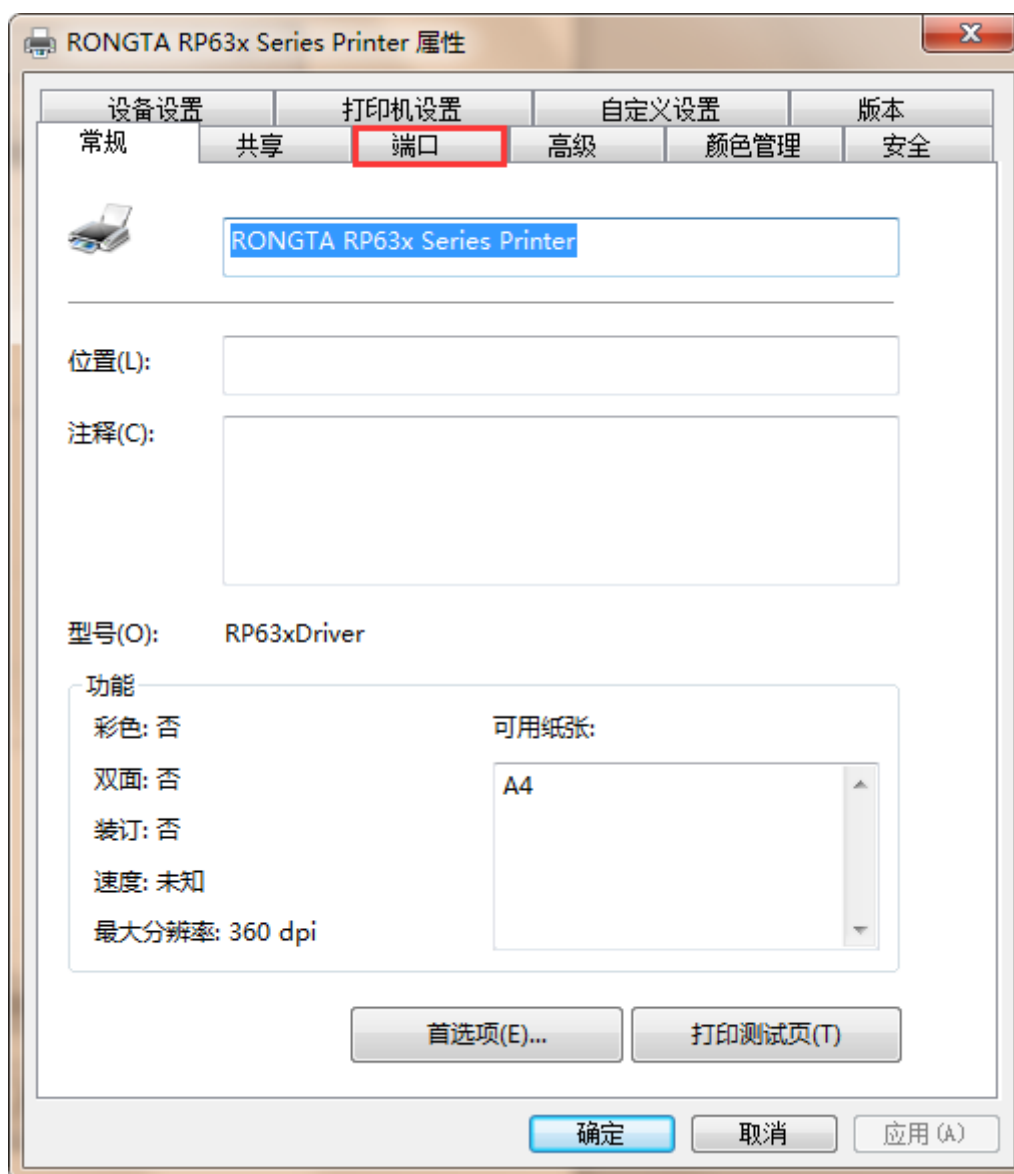 RONGTA RP63x Series Printer 属性
设备设置 打印机设置 自定义设置 版本
常规 共享 端口 高级 颜色管理 安全
RONGTA RP63x Series Printer
位置(L):
注释(C):
型号(O): RP63xDriver
功能
彩色: 否 可用纸张:
双面: 否 A4
装订: 否
速度: 未知
最大分辨率: 360 dpi
首选项(E)... 打印测试页(T)
确定 取消 应用(A)